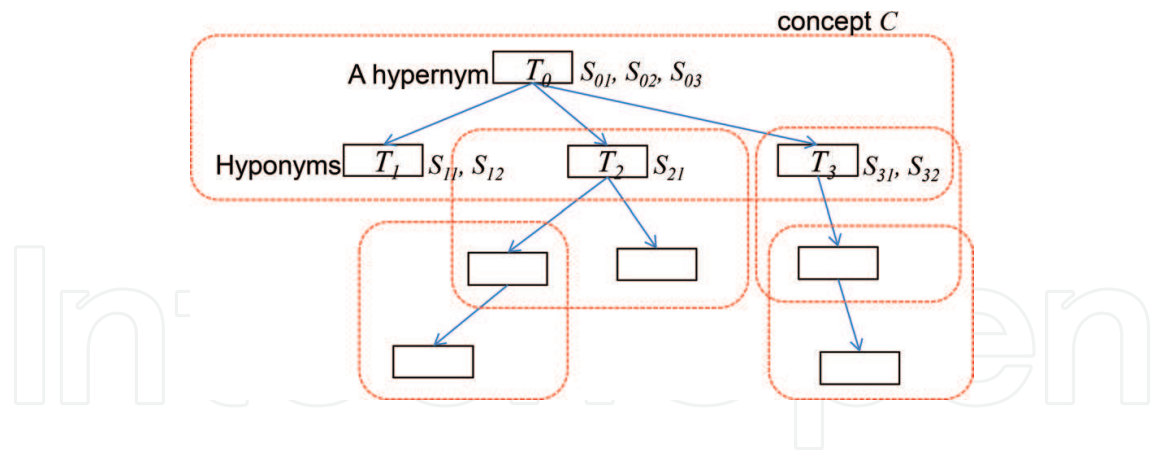 concept C
A hypernym T₀ S₀₁, S₀₂, S₀₃
Hyponyms T₁ S₁₁, S₁₂ T₂ S₂₁ T₃ S₃₁, S₃₂